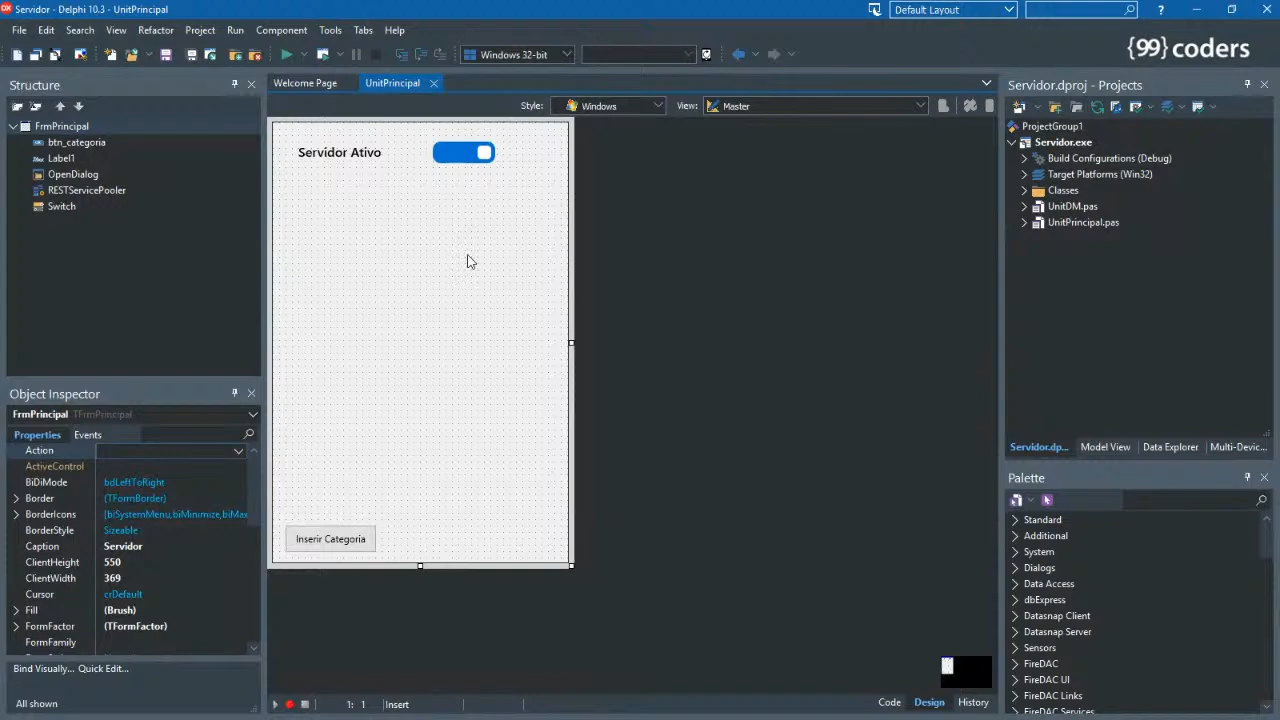 Servidor - Delphi 10.3 - UnitPrincipal
Default Layout
File Edit Search View Refactor Project Run Component Tools Tabs Help
Windows 32-bit
{99} coders
Structure
FrmPrincipal
btn_categoria
Label1
OpenDialog
RESTServicePooler
Switch
Object Inspector
FrmPrincipal TFrmPrincipal
Properties Events
Action
ActiveControl
BiDiMode bdLeftToRight
Border (TFormBorder)
BorderIcons [biSystemMenu,biMinimize,biMax
BorderStyle Sizeable
Caption Servidor
ClientHeight 550
ClientWidth 369
Cursor crDefault
Fill (Brush)
FormFactor (TFormFactor)
FormFamily
Bind Visually... Quick Edit...
All shown
Welcome Page UnitPrincipal
Style: Windows View: Master
Servidor Ativo
Inserir Categoria
1: 1 Insert
Code Design History
Servidor.dproj - Projects
ProjectGroup1
Servidor.exe
Build Configurations (Debug)
Target Platforms (Win32)
Classes
UnitDM.pas
UnitPrincipal.pas
Servidor.dp... Model View Data Explorer Multi-Devic...
Palette
Standard
Additional
System
Dialogs
Data Access
dbExpress
Datasnap Client
Datasnap Server
Sensors
FireDAC
FireDAC UI
FireDAC Links
FireDAC Services